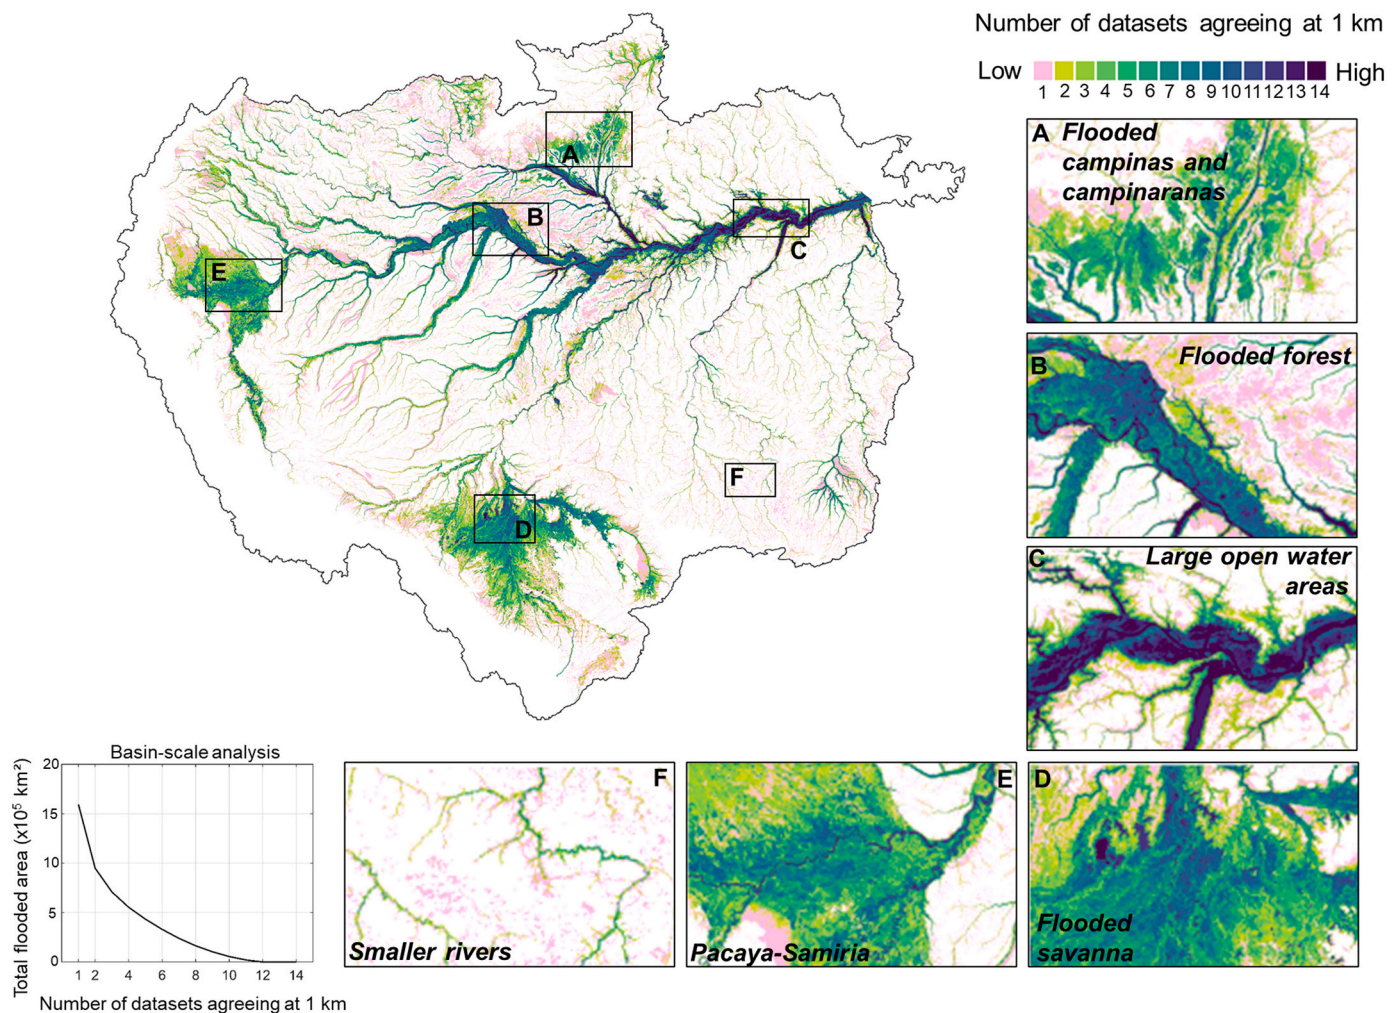 Number of datasets agreeing at 1 km
Low
High
1 2 3 4 5 6 7 8 9 10 11 12 13 14
A
B
C
D
E
F
A Flooded
campinas and
campinaranas
B Flooded forest
C Large open water
areas
D
Flooded
savanna
E
Pacaya-Samiria
F
Smaller rivers
Basin-scale analysis
Total flooded area (x10⁵ km²)
20
15
10
5
0
1 2 4 6 8 10 12 14
Number of datasets agreeing at 1 km